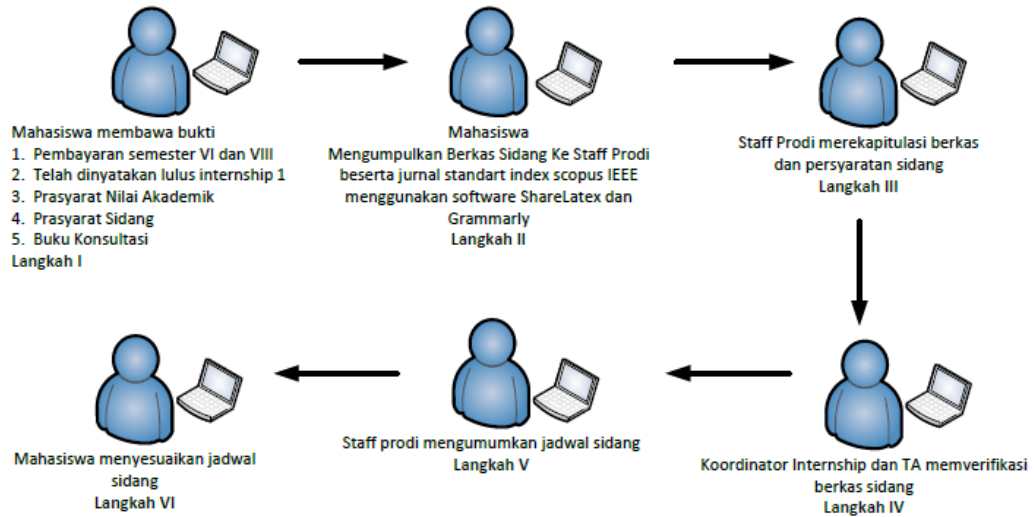 Mahasiswa membawa bukti
1. Pembayaran semester VI dan VIII
2. Telah dinyatakan lulus internship 1
3. Prasyarat Nilai Akademik
4. Prasyarat Sidang
5. Buku Konsultasi
Langkah I
Mahasiswa
Mengumpulkan Berkas Sidang Ke Staff Prodi
beserta jurnal standart index scopus IEEE
menggunakan software ShareLatex dan
Grammarly
Langkah II
Staff Prodi merekapitulasi berkas
dan persyaratan sidang
Langkah III
Koordinator Internship dan TA memverifikasi
berkas sidang
Langkah IV
Staff prodi mengumumkan jadwal sidang
Langkah V
Mahasiswa menyesuaikan jadwal
sidang
Langkah VI